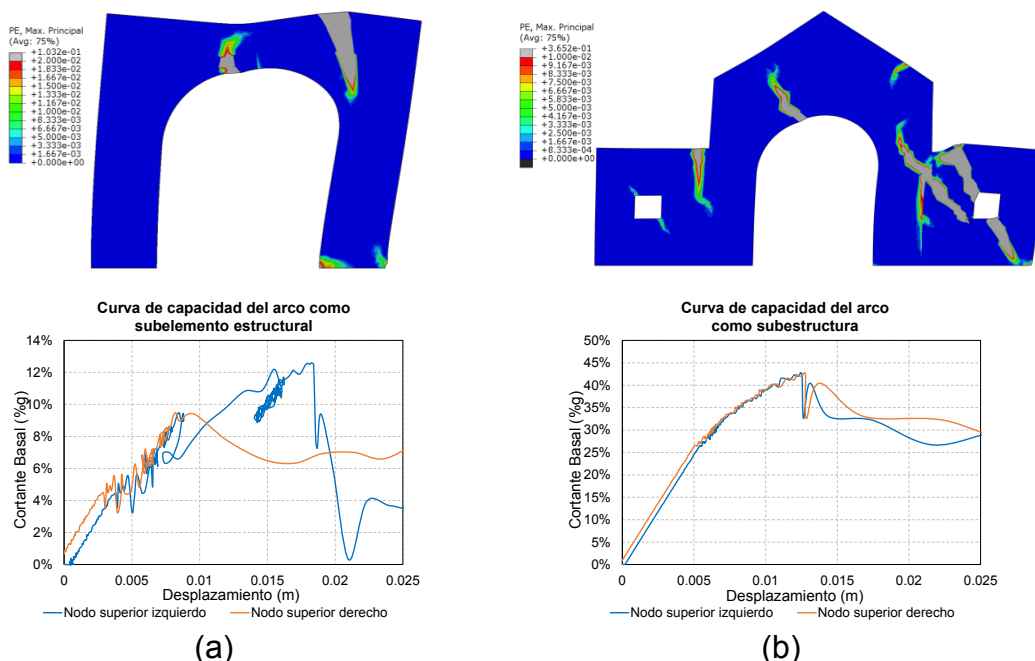 PE, Max. Principal
(Avg: 75%)
+1.032e-01
+2.000e-02
+1.833e-02
+1.667e-02
+1.500e-02
+1.333e-02
+1.167e-02
+1.000e-02
+8.333e-03
+6.667e-03
+5.000e-03
+3.333e-03
+1.667e-03
+0.000e+00
PE, Max. Principal
(Avg: 75%)
+3.652e-01
+1.000e-02
+9.167e-03
+8.333e-03
+7.500e-03
+6.667e-03
+5.833e-03
+5.000e-03
+4.167e-03
+3.333e-03
+2.500e-03
+1.667e-03
+8.333e-04
+0.000e+00
Curva de capacidad del arco como
subelemento estructural
Cortante Basal (%g)
14%
12%
10%
8%
6%
4%
2%
0%
0
0.005
0.01
0.015
0.02
0.025
Desplazamiento (m)
Nodo superior izquierdo
Nodo superior derecho
(a)
Curva de capacidad del arco
como subestructura
Cortante Basal (%g)
50%
45%
40%
35%
30%
25%
20%
15%
10%
5%
0%
0
0.005
0.01
0.015
0.02
0.025
Desplazamiento (m)
Nodo superior izquierdo
Nodo superior derecho
(b)